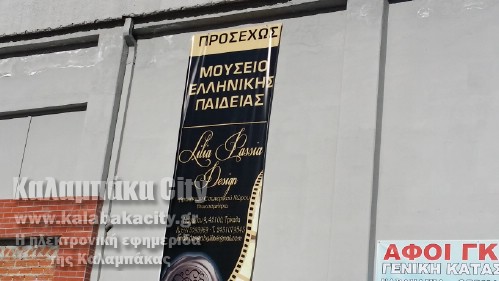 ΠΡΟΣΕΧΩΣ
ΜΟΥΣΕΙΟ
ΕΛΛΗΝΙΚΗΣ
ΠΑΙΔΕΙΑΣ
Lilia Passia
Design
Καλαμπάκα City
www.kalabakacity.gr
Η ηλεκτρονική εφημερίδα
της Καλαμπάκας
ΑΦΟΙ ΓΚ
ΓΕΝΙΚΗ ΚΑΤΑΣ